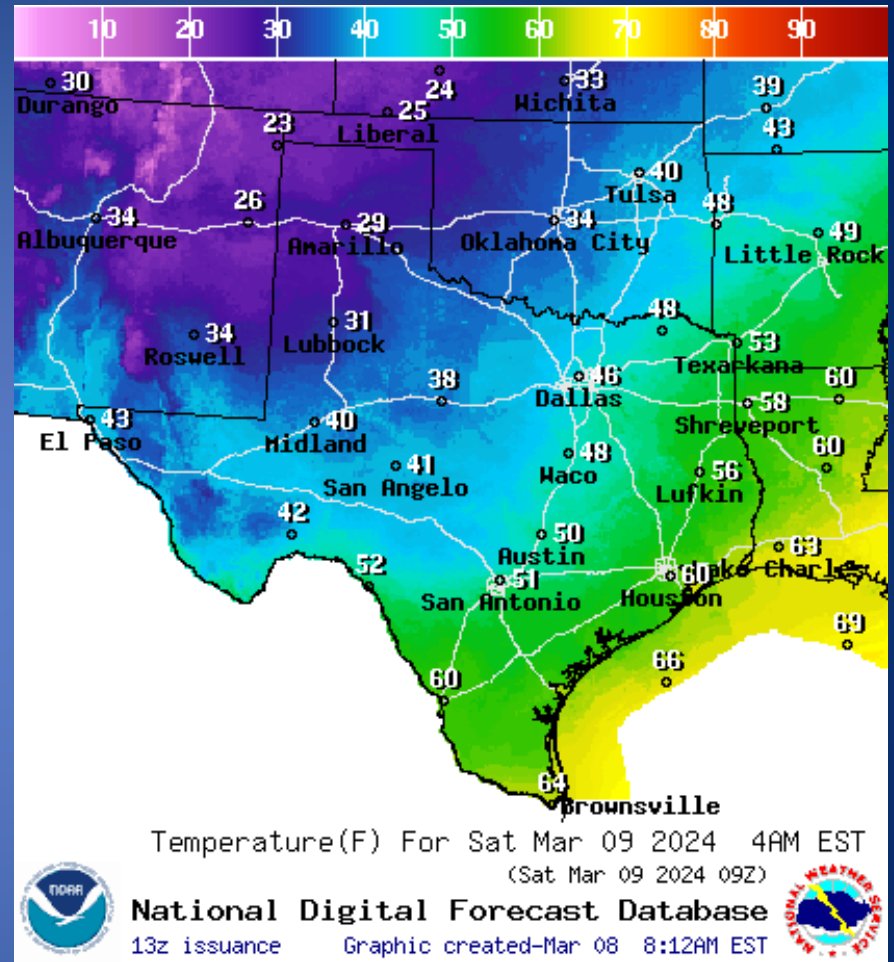 10 20 30 40 50 60 70 80 90
30 Durango
24
25 Liberal
33 Wichita
39
43
23
40 Tulsa
34 Albuquerque
26
29 Amarillo
34 Oklahoma City
48
49 Little Rock
34 Roswell
31 Lubbock
48
53 Texarkana
38
46 Dallas
60
58 Shreveport
43 El Paso
40 Midland
41 San Angelo
48 Waco
56 Lufkin
60
42
50 Austin
63 Lake Charles
52
51 San Antonio
60 Houston
69
66
60
64
Brownsville
Temperature(F) For Sat Mar 09 2024 4AM EST
(Sat Mar 09 2024 09Z)
NOAA
National Digital Forecast Database
13z issuance Graphic created-Mar 08 8:12AM EST
NATIONAL WEATHER SERVICE